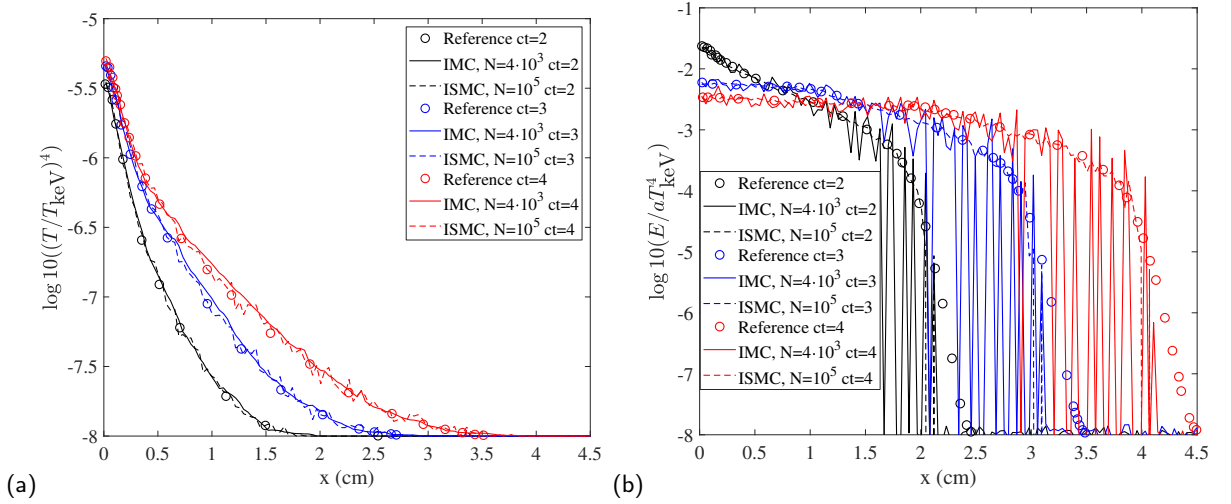 -5
-5.5
-6
-6.5
-7
-7.5
-8
log10((T/T_keV)^4)
0 0.5 1 1.5 2 2.5 3 3.5 4 4.5
x (cm)
Reference ct=2
IMC, N=4·10^3 ct=2
ISMC, N=10^5 ct=2
Reference ct=3
IMC, N=4·10^3 ct=3
ISMC, N=10^5 ct=3
Reference ct=4
IMC, N=4·10^3 ct=4
ISMC, N=10^5 ct=4
(a)
-1
-2
-3
-4
-5
-6
-7
-8
log10(E/aT_keV^4)
0 0.5 1 1.5 2 2.5 3 3.5 4 4.5
x (cm)
Reference ct=2
IMC, N=4·10^3 ct=2
ISMC, N=10^5 ct=2
Reference ct=3
IMC, N=4·10^3 ct=3
ISMC, N=10^5 ct=3
Reference ct=4
IMC, N=4·10^3 ct=4
ISMC, N=10^5 ct=4
(b)